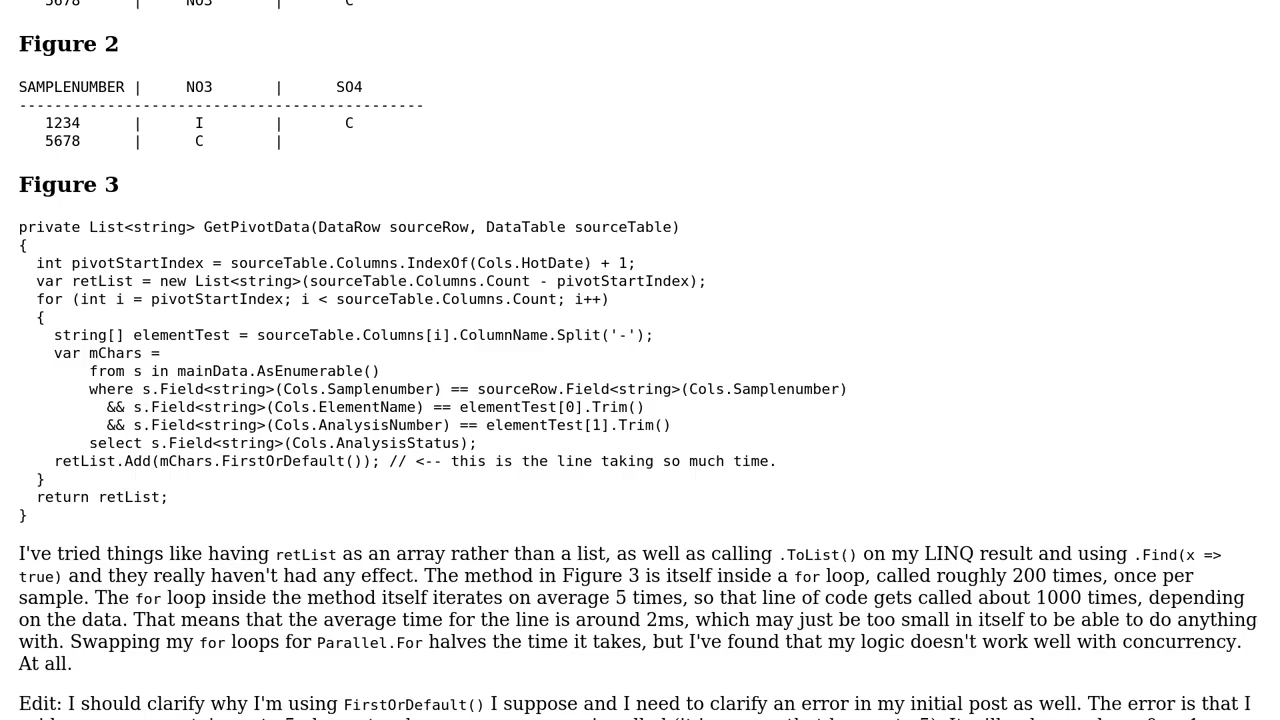 5678      |     NO3       |       C
Figure 2
SAMPLENUMBER |     NO3       |      SO4
----------------------------------------------
   1234      |      I        |       C
   5678      |      C        |
Figure 3
private List<string> GetPivotData(DataRow sourceRow, DataTable sourceTable)
{
  int pivotStartIndex = sourceTable.Columns.IndexOf(Cols.HotDate) + 1;
  var retList = new List<string>(sourceTable.Columns.Count - pivotStartIndex);
  for (int i = pivotStartIndex; i < sourceTable.Columns.Count; i++)
  {
    string[] elementTest = sourceTable.Columns[i].ColumnName.Split('-');
    var mChars =
        from s in mainData.AsEnumerable()
        where s.Field<string>(Cols.Samplenumber) == sourceRow.Field<string>(Cols.Samplenumber)
          && s.Field<string>(Cols.ElementName) == elementTest[0].Trim()
          && s.Field<string>(Cols.AnalysisNumber) == elementTest[1].Trim()
        select s.Field<string>(Cols.AnalysisStatus);
    retList.Add(mChars.FirstOrDefault()); // <-- this is the line taking so much time.
  }
  return retList;
}
I've tried things like having retList as an array rather than a list, as well as calling .ToList() on my LINQ result and using .Find(x =>
true) and they really haven't had any effect. The method in Figure 3 is itself inside a for loop, called roughly 200 times, once per
sample. The for loop inside the method itself iterates on average 5 times, so that line of code gets called about 1000 times, depending
on the data. That means that the average time for the line is around 2ms, which may just be too small in itself to be able to do anything
with. Swapping my for loops for Parallel.For halves the time it takes, but I've found that my logic doesn't work well with concurrency.
At all.
Edit: I should clarify why I'm using FirstOrDefault() I suppose and I need to clarify an error in my initial post as well. The error is that I